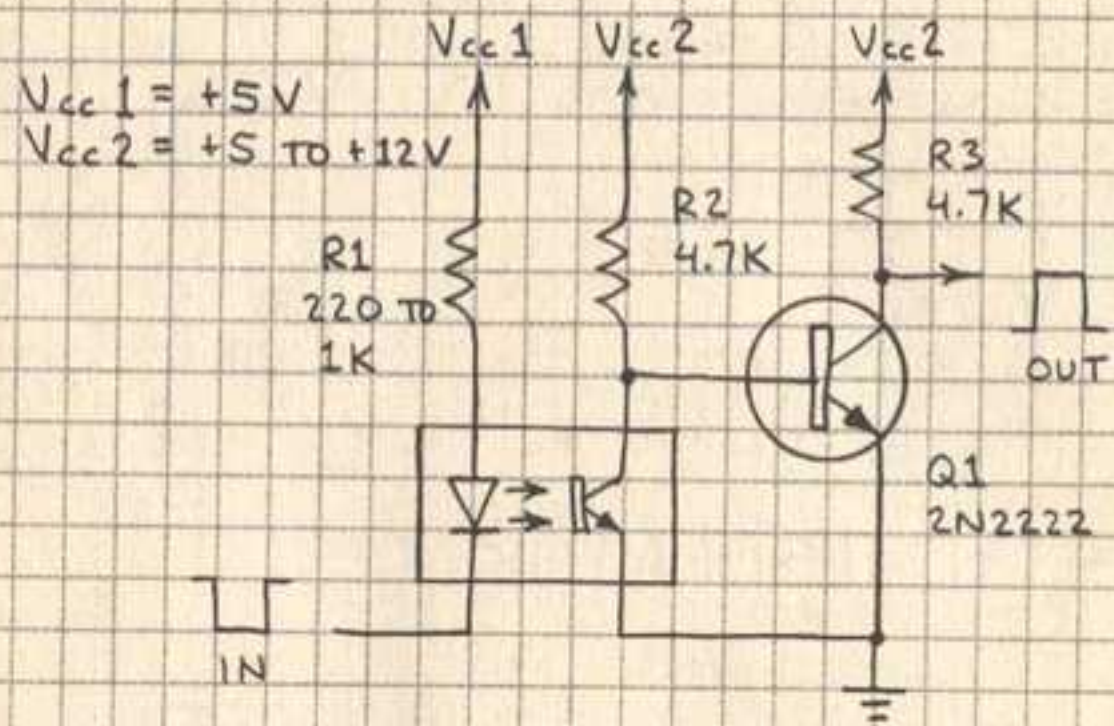 Vcc 1 Vcc 2 Vcc 2
Vcc 1 = +5V
Vcc 2 = +5 TO +12V
R1
220 TO
1K
R2
4.7K
R3
4.7K
OUT
Q1
2N2222
IN